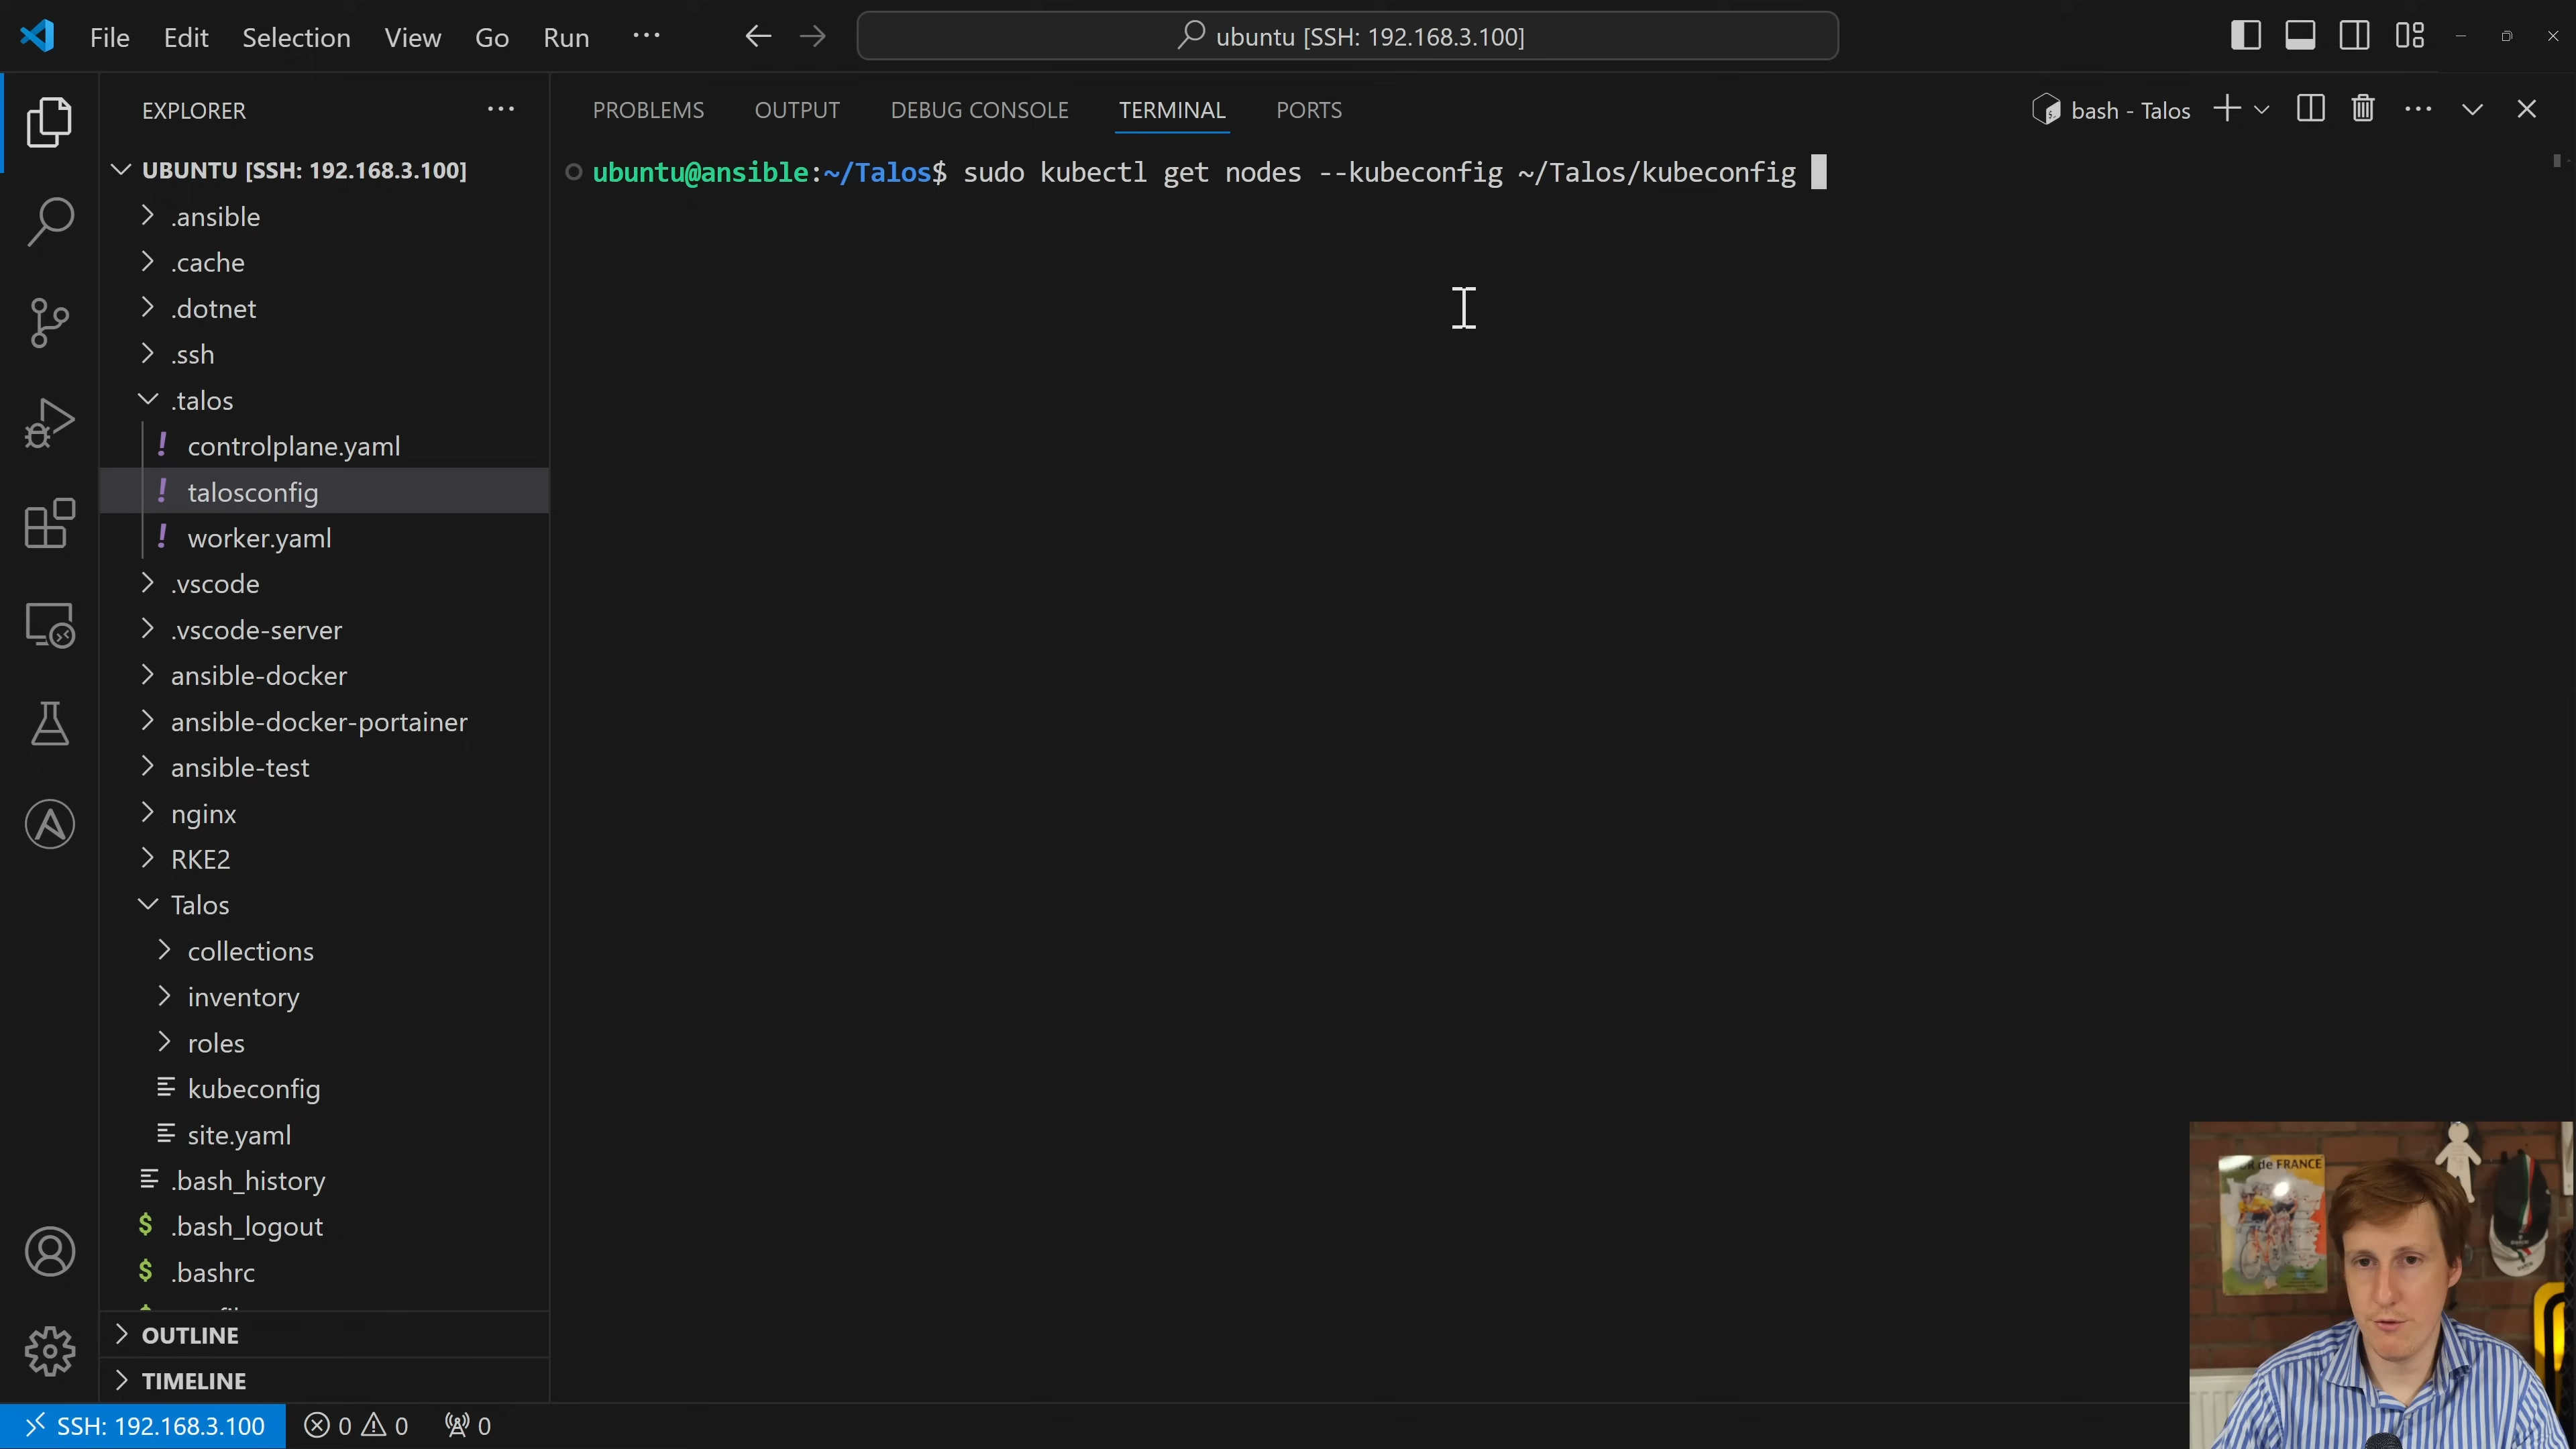 File Edit Selection View Go Run ...
ubuntu [SSH: 192.168.3.100]
EXPLORER
UBUNTU [SSH: 192.168.3.100]
.ansible
.cache
.dotnet
.ssh
.talos
! controlplane.yaml
! talosconfig
! worker.yaml
.vscode
.vscode-server
ansible-docker
ansible-docker-portainer
ansible-test
nginx
RKE2
Talos
collections
inventory
roles
kubeconfig
site.yaml
.bash_history
$ .bash_logout
$ .bashrc
OUTLINE
TIMELINE
PROBLEMS OUTPUT DEBUG CONSOLE TERMINAL PORTS
bash - Talos
ubuntu@ansible:~/Talos$ sudo kubectl get nodes --kubeconfig ~/Talos/kubeconfig
de FRANCE
SSH: 192.168.3.100 0 0 0